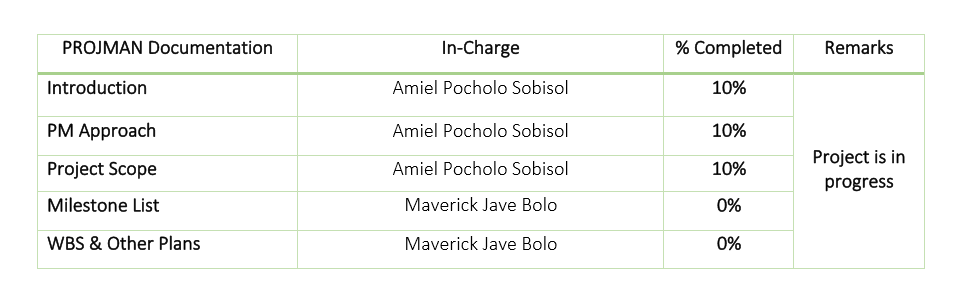 PROJMAN Documentation In-Charge % Completed Remarks
Introduction Amiel Pocholo Sobisol 10%
PM Approach Amiel Pocholo Sobisol 10%
Project Scope Amiel Pocholo Sobisol 10%
Milestone List Maverick Jave Bolo 0%
WBS & Other Plans Maverick Jave Bolo 0%
Project is in
progress